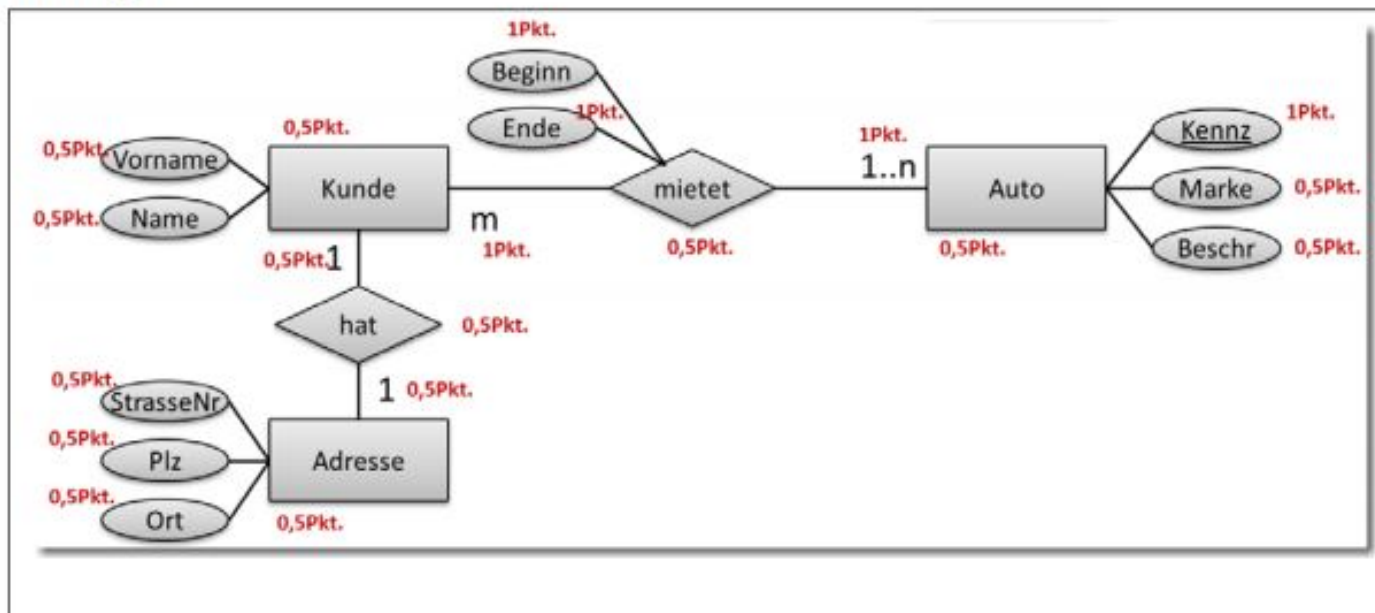 1Pkt.
Beginn
Ende 1Pkt.
0,5Pkt. Vorname
0,5Pkt. Name
0,5Pkt.
Kunde
m
1Pkt.
mietet
0,5Pkt.
1Pkt.
1..n
Auto
0,5Pkt.
Kennz 1Pkt.
Marke 0,5Pkt.
Beschr 0,5Pkt.
0,5Pkt. 1
hat 0,5Pkt.
1 0,5Pkt.
0,5Pkt.
StrasseNr
0,5Pkt.
Plz
0,5Pkt.
Ort
Adresse
0,5Pkt.